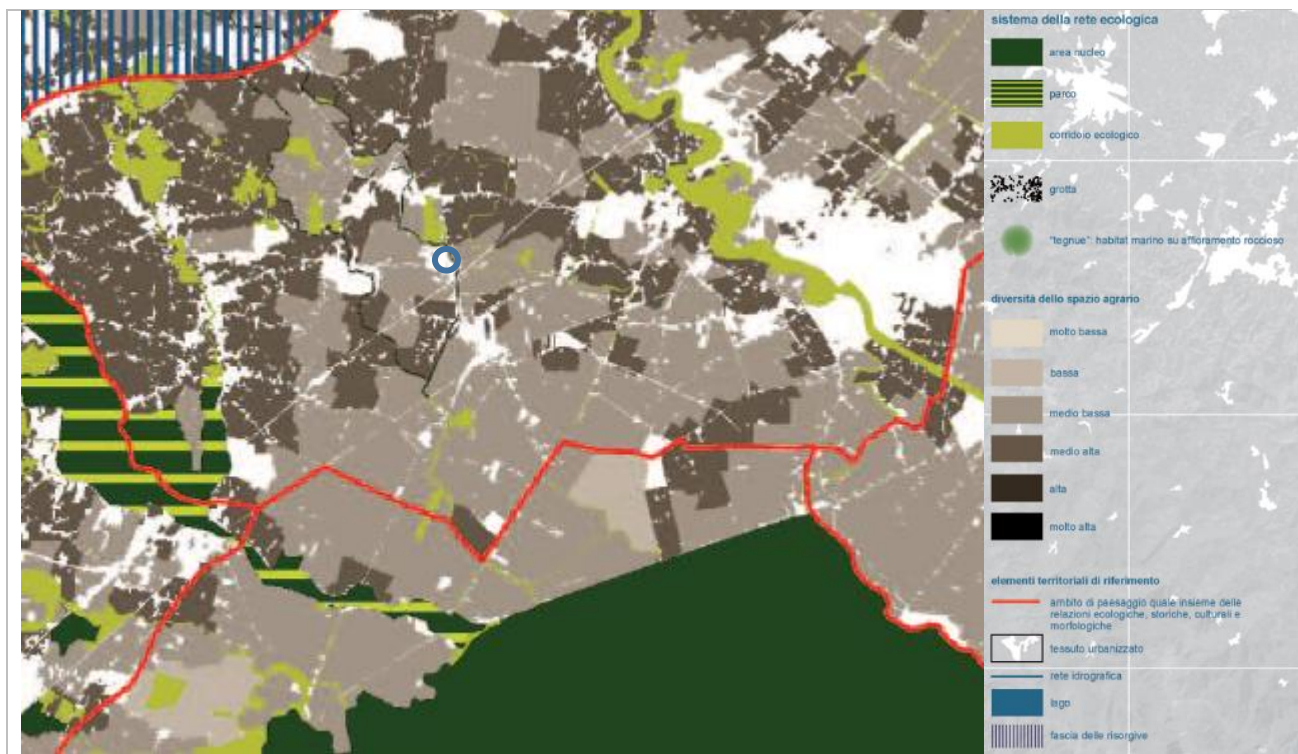 sistema della rete ecologica
area nucleo
parco
corridoio ecologico
grotta
"tegnue": habitat marino su affioramento roccioso
diversità dello spazio agrario
molto bassa
bassa
medio bassa
medio alta
alta
molto alta
elementi territoriali di riferimento
ambito di paesaggio quale insieme delle
relazioni ecologiche, storiche, culturali e
morfologiche
tessuto urbanizzato
rete idrografica
lago
fascia delle risorgive